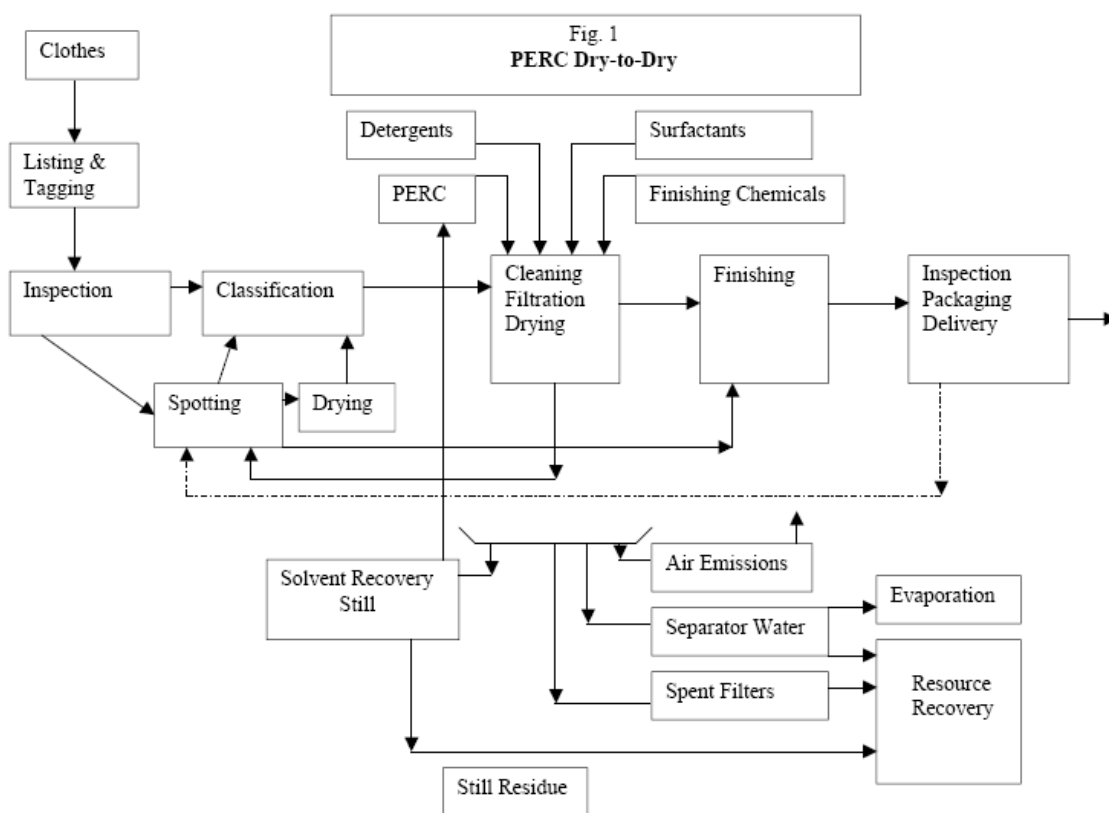 Fig. 1
PERC Dry-to-Dry
Clothes
Listing &
Tagging
Detergents
Surfactants
PERC
Finishing Chemicals
Inspection
Classification
Cleaning
Filtration
Drying
Finishing
Inspection
Packaging
Delivery
Spotting
Drying
Solvent Recovery
Still
Air Emissions
Evaporation
Separator Water
Spent Filters
Resource
Recovery
Still Residue